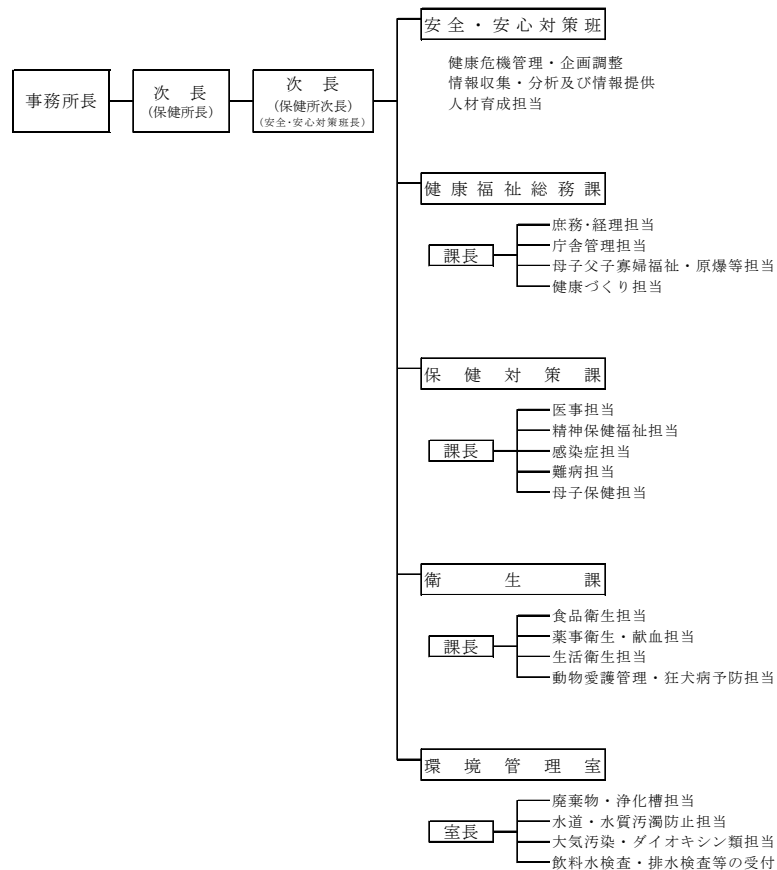 事務所長
次長
(保健所長)
次長
(保健所次長)
(安全・安心対策班長)
安全・安心対策班
健康危機管理・企画調整
情報収集・分析及び情報提供
人材育成担当
健康福祉総務課
課長
庶務・経理担当
庁舎管理担当
母子父子寡婦福祉・原爆等担当
健康づくり担当
保健対策課
課長
医事担当
精神保健福祉担当
感染症担当
難病担当
母子保健担当
衛生課
課長
食品衛生担当
薬事衛生・献血担当
生活衛生担当
動物愛護管理・狂犬病予防担当
環境管理室
室長
廃棄物・浄化槽担当
水道・水質汚濁防止担当
大気汚染・ダイオキシン類担当
飲料水検査・排水検査等の受付